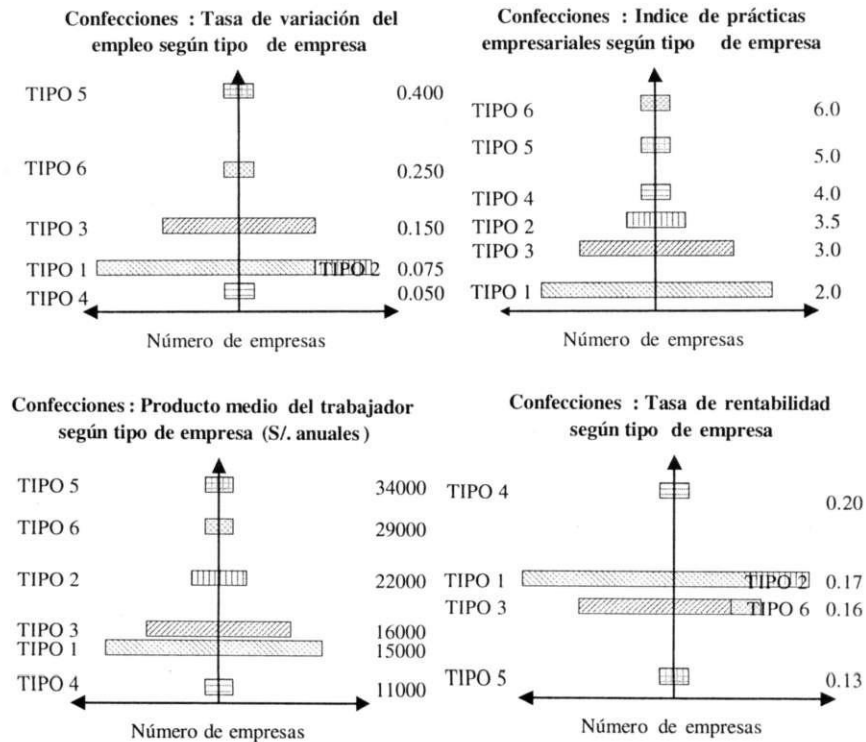 Confecciones : Tasa de variación del
empleo según tipo de empresa
TIPO 5 0.400
TIPO 6 0.250
TIPO 3 0.150
TIPO 1 TIPO 2 0.075
TIPO 4 0.050
Número de empresas
Confecciones : Indice de prácticas
empresariales según tipo de empresa
TIPO 6 6.0
TIPO 5 5.0
TIPO 4 4.0
TIPO 2 3.5
TIPO 3 3.0
TIPO 1 2.0
Número de empresas
Confecciones : Producto medio del trabajador
según tipo de empresa (S/. anuales )
TIPO 5 34000
TIPO 6 29000
TIPO 2 22000
TIPO 3 16000
TIPO 1 15000
TIPO 4 11000
Número de empresas
Confecciones : Tasa de rentabilidad
según tipo de empresa
TIPO 4 0.20
TIPO 1 TIPO 2 0.17
TIPO 3 TIPO 6 0.16
TIPO 5 0.13
Número de empresas